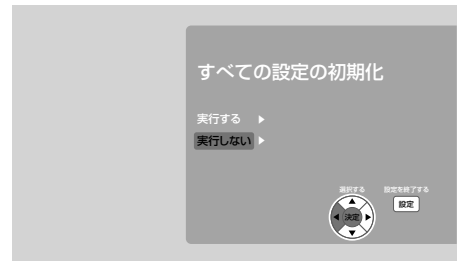 すべての設定の初期化
実行する
実行しない
選択する 設定を終了する
決定 設定